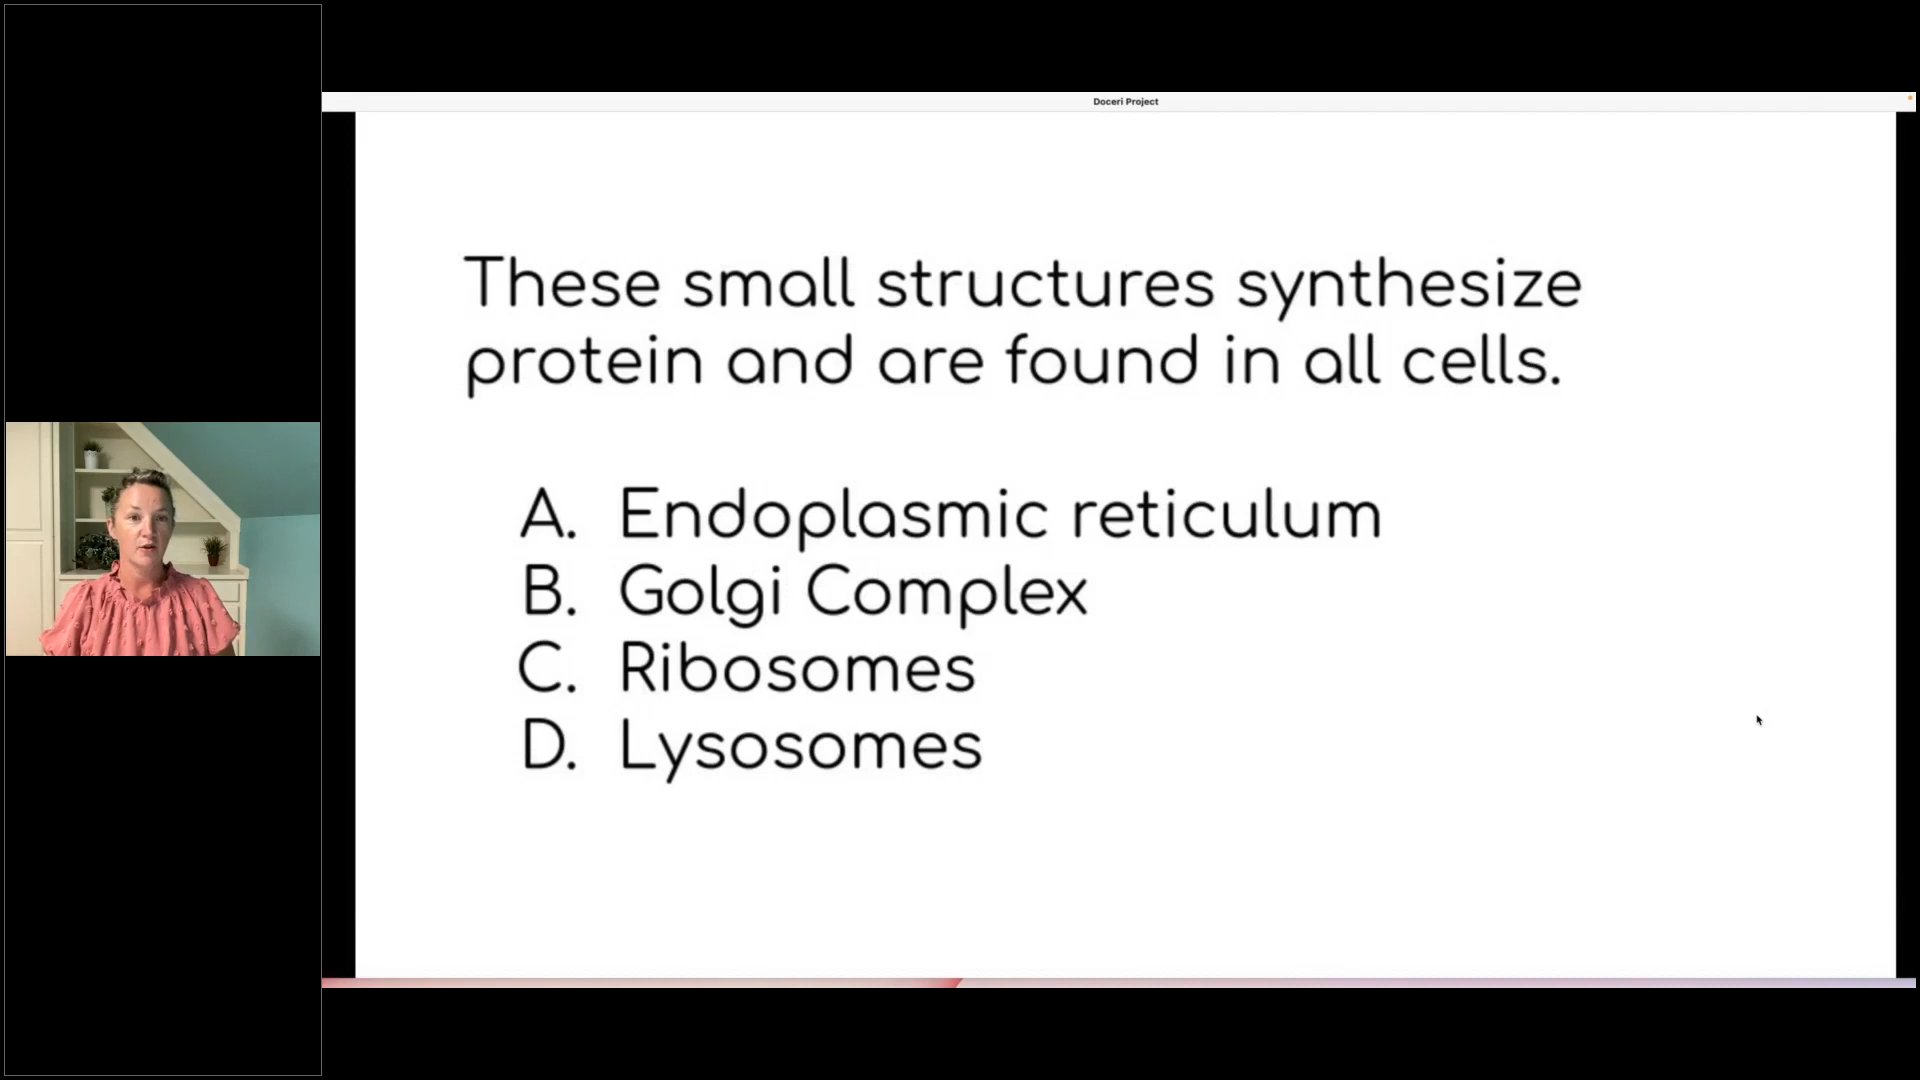 Doceri Project
These small structures synthesize
protein and are found in all cells.
A. Endoplasmic reticulum
B. Golgi Complex
C. Ribosomes
D. Lysosomes